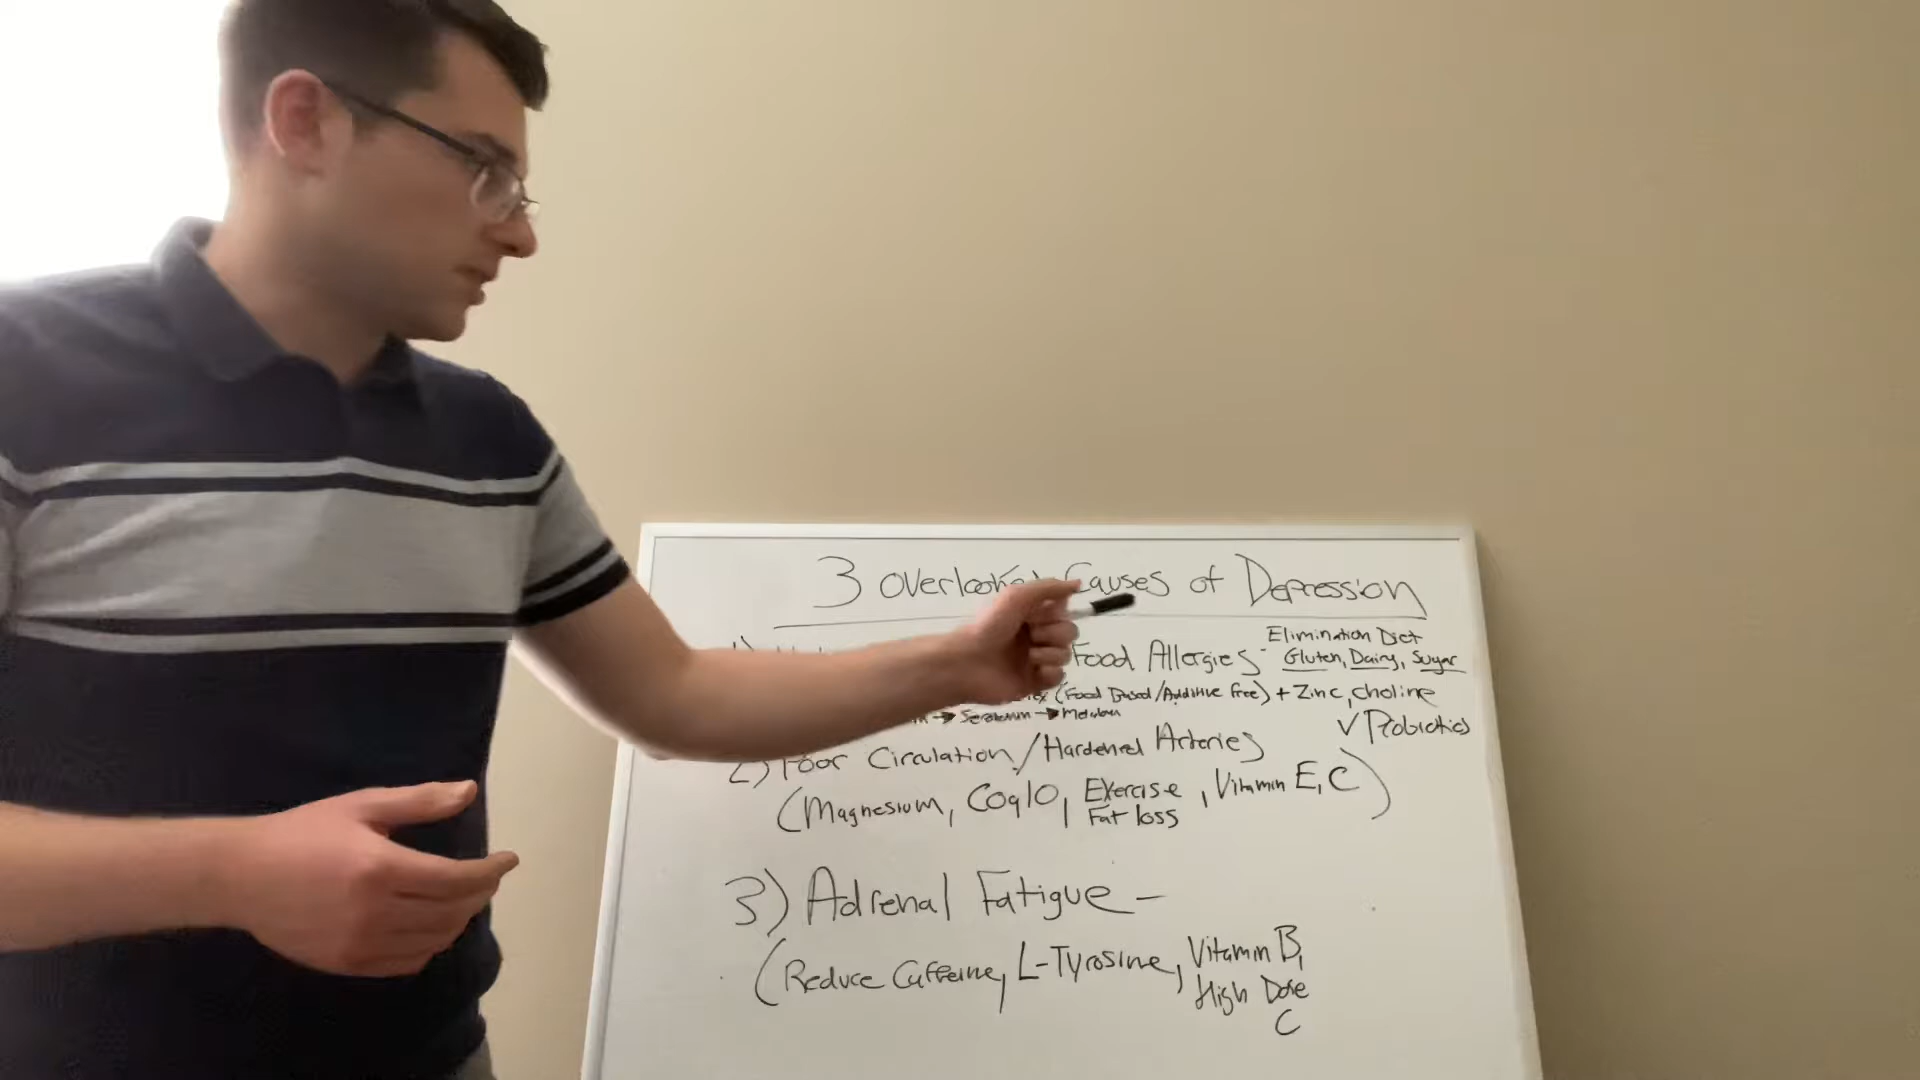 3 Overlooked Causes of Depression
1) Food Allergies - Elimination Diet
Gluten, Dairy, Sugar
(Food Based/Additive Free) + Zinc, Choline
→ Serotonin → Melatonin
✓ Probiotics
2) Poor Circulation/Hardened Arteries
(Magnesium, CoQ10, Exercise, Vitamin E, C)
Fat loss
3) Adrenal Fatigue -
(Reduce Caffeine, L-Tyrosine, Vitamin B,
High Dose
C